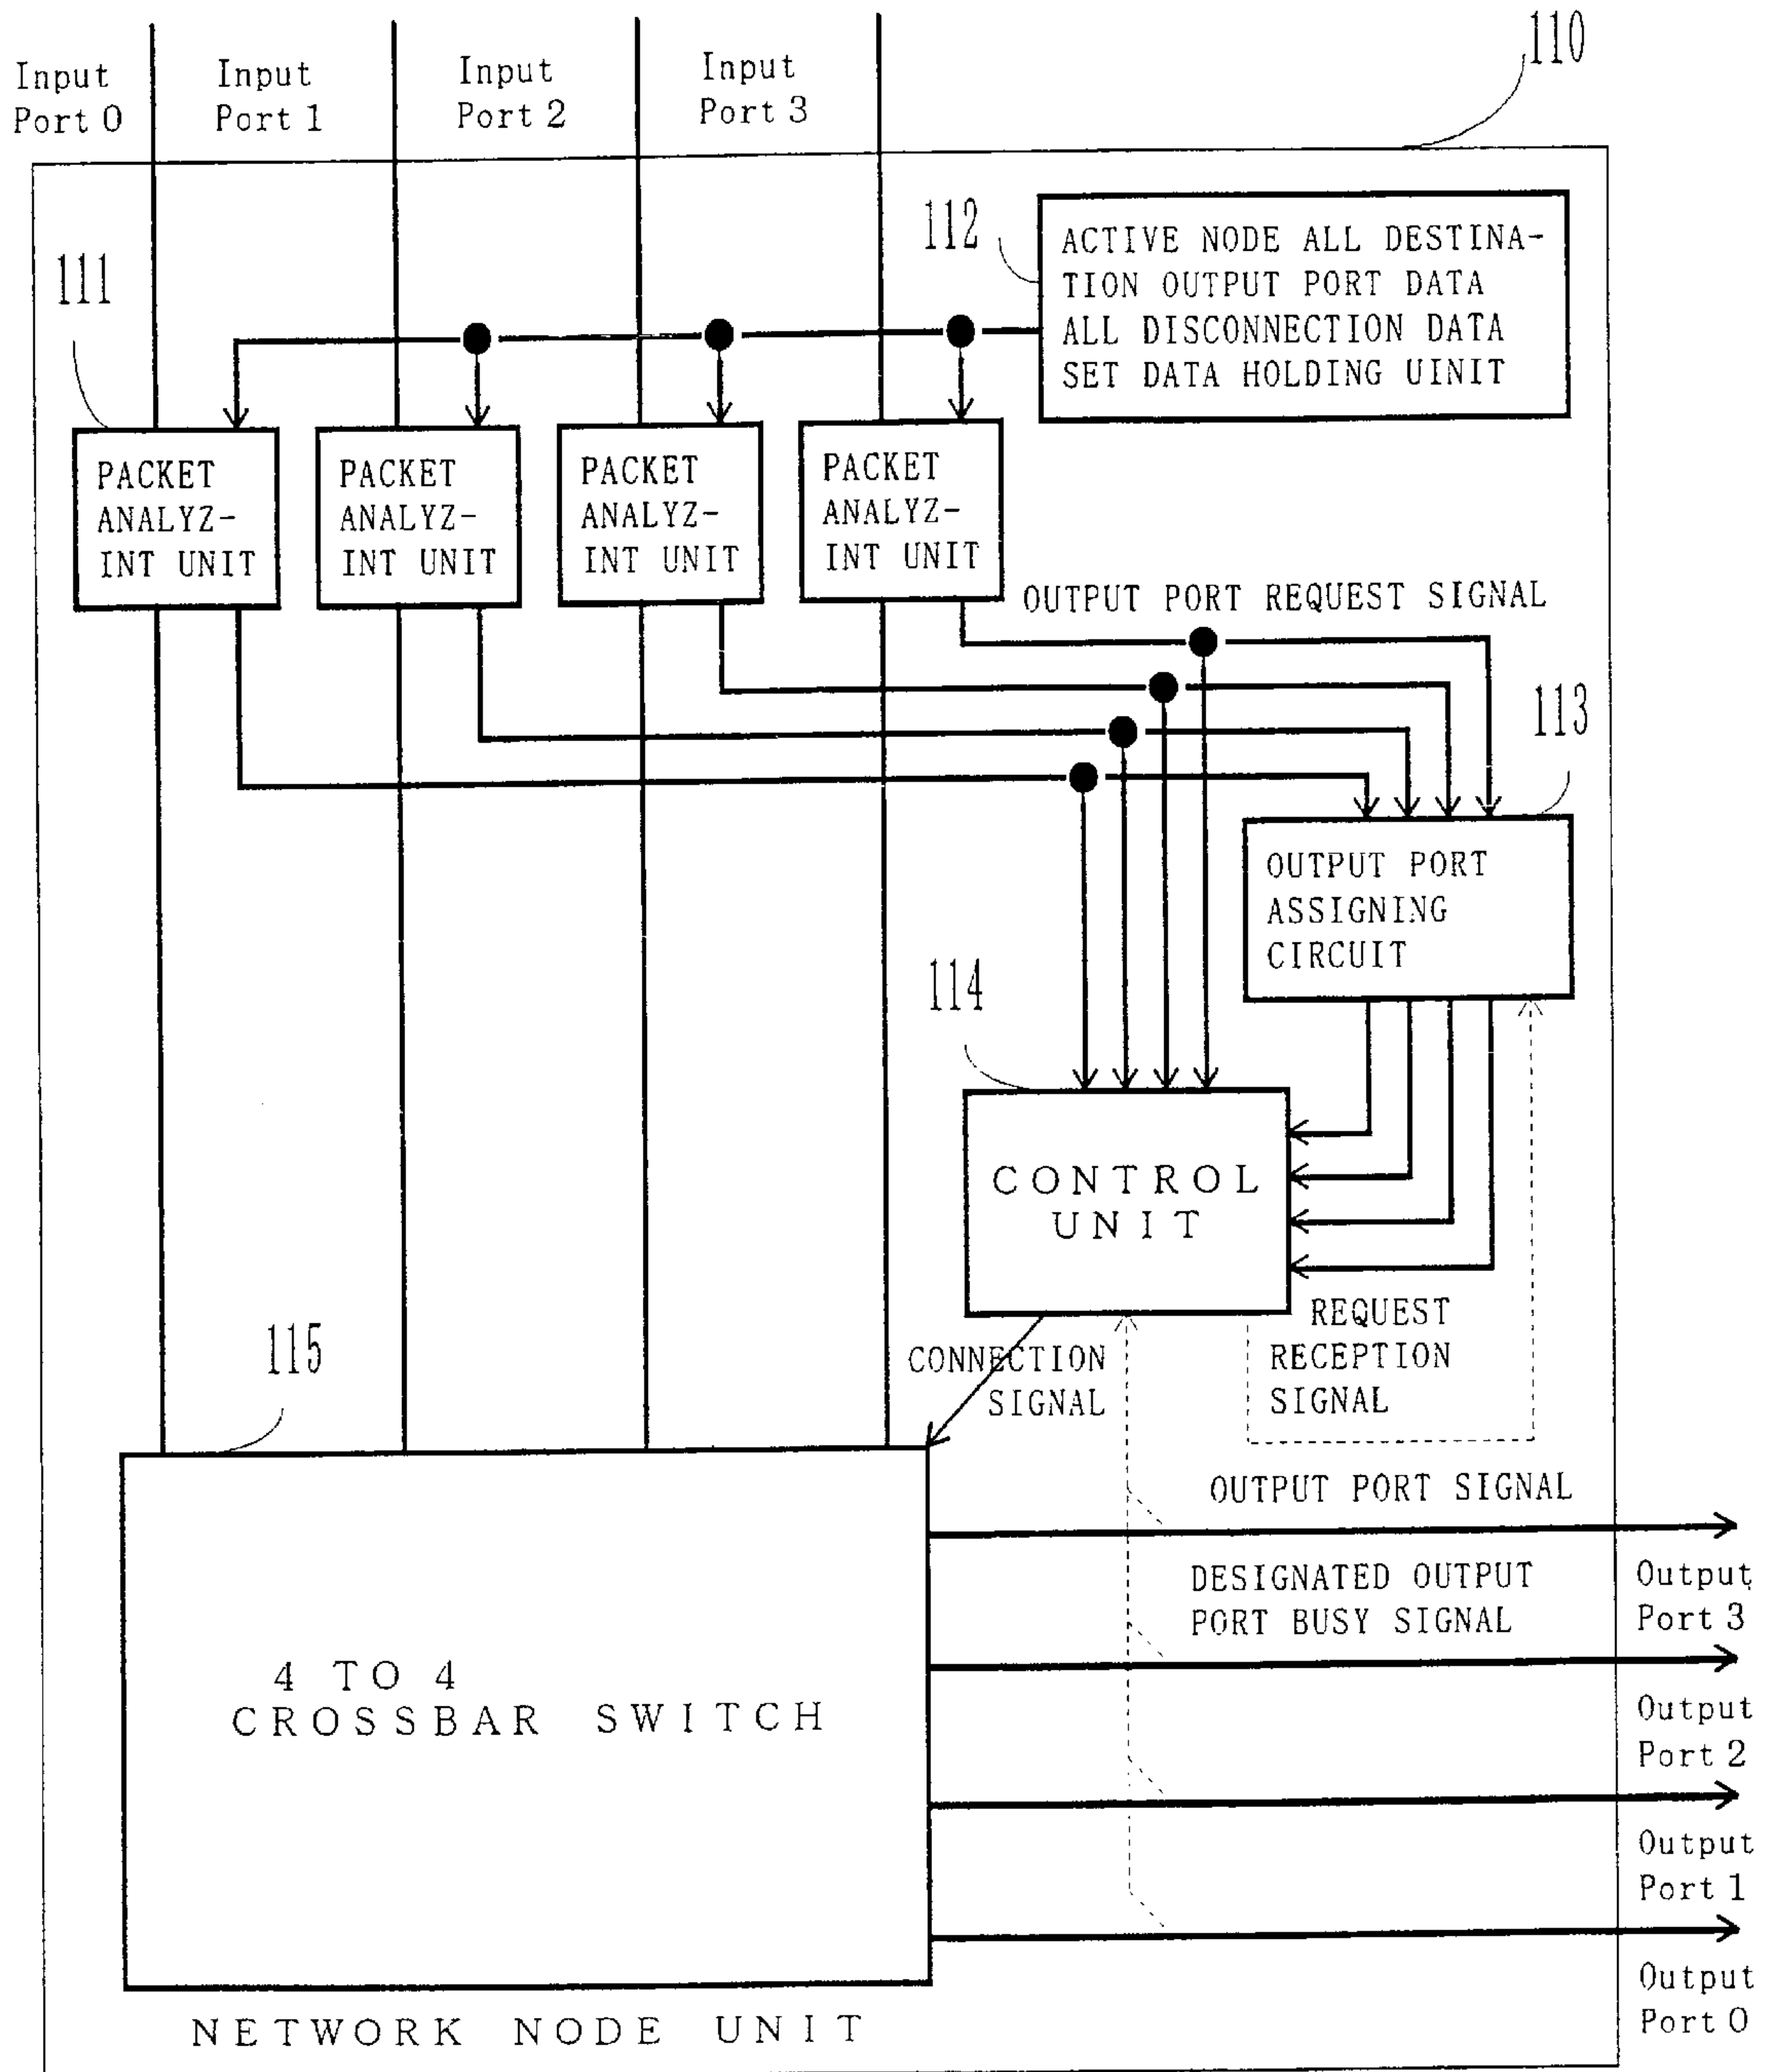 110
Input
Port 0
Input
Port 1
Input
Port 2
Input
Port 3
112
ACTIVE NODE ALL DESTINA-
TION OUTPUT PORT DATA
ALL DISCONNECTION DATA
SET DATA HOLDING UINIT
111
PACKET
ANALYZ-
INT UNIT
PACKET
ANALYZ-
INT UNIT
PACKET
ANALYZ-
INT UNIT
PACKET
ANALYZ-
INT UNIT
OUTPUT PORT REQUEST SIGNAL
113
OUTPUT PORT
ASSIGNING
CIRCUIT
114
CONTROL
UNIT
REQUEST
RECEPTION
SIGNAL
CONNECTION
SIGNAL
115
OUTPUT PORT SIGNAL
DESIGNATED OUTPUT
PORT BUSY SIGNAL
Output
Port 3
4 TO 4
CROSSBAR SWITCH
Output
Port 2
Output
Port 1
Output
Port 0
NETWORK NODE UNIT